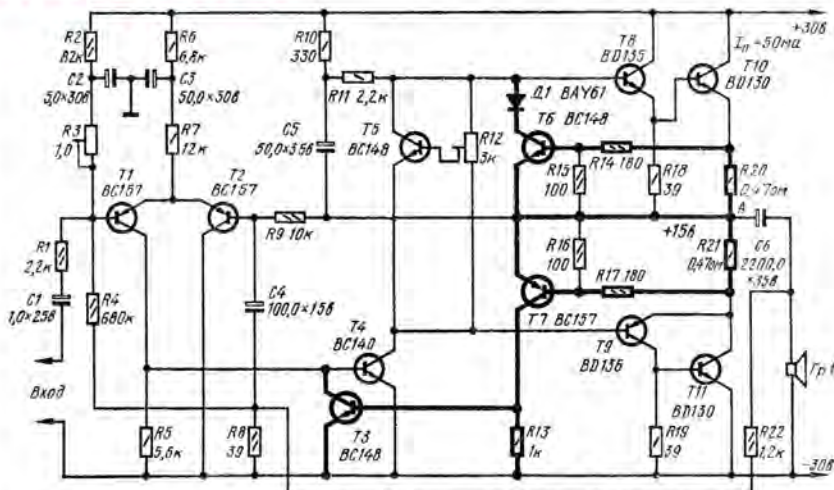 R2
82к
R6
6,8к
R10
330
T8
BD135
+30В
Iп =50ма
T10
BD130
C2
5,0×30в
C3
50,0×30в
R11 2,2к
Д1 BAY61
T6 BC148
R3
1,0
R7
12к
C5
50,0×35в
T5
BC148
R12
3к
R15
100
R14 180
R18
39
R20
0,47ом
T1
BC157
T2
BC157
R9 10к
A
+15в
R1
2,2к
R16
100
R17 180
R21
0,47ом
C6
2200,0
×35в
C1
1,0×25в
R4
680к
C4
100,0×15в
T7 BC157
T4
BC140
T9
BD136
T11
BD130
Гр1
Вход
R5
5,6к
R8
39
T3
BC148
R13
1к
R19
39
R22
2,2к
-30в